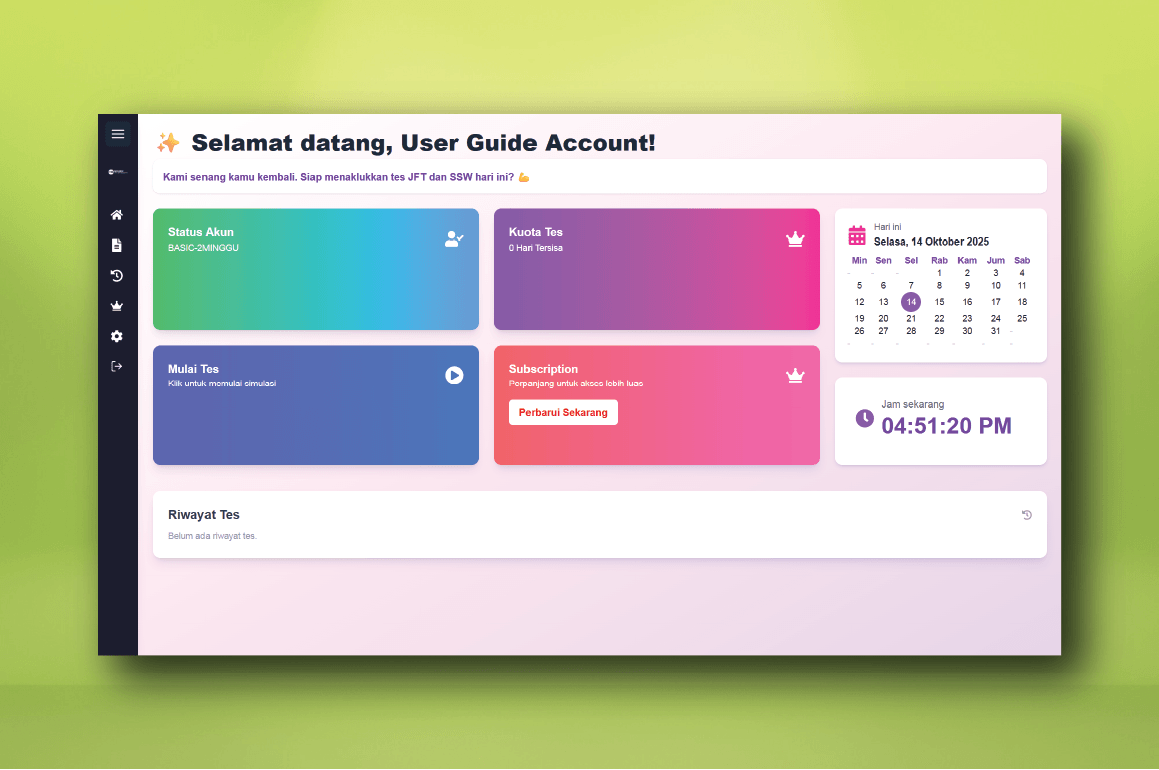 Selamat datang, User Guide Account!
Kami senang kamu kembali. Siap menaklukkan tes JFT dan SSW hari ini?
Status Akun
BASIC-2MINGGU
Kuota Tes
0 Hari Tersisa
Mulai Tes
Klik untuk memulai simulasi
Subscription
Perpanjang untuk akses lebih luas
Perbarui Sekarang
Hari ini
Selasa, 14 Oktober 2025
Min Sen Sel Rab Kam Jum Sab
- - - 1 2 3 4
5 6 7 8 9 10 11
12 13 14 15 16 17 18
19 20 21 22 23 24 25
26 27 28 29 30 31 -
- - - - - - -
Jam sekarang
04:51:20 PM
Riwayat Tes
Belum ada riwayat tes.